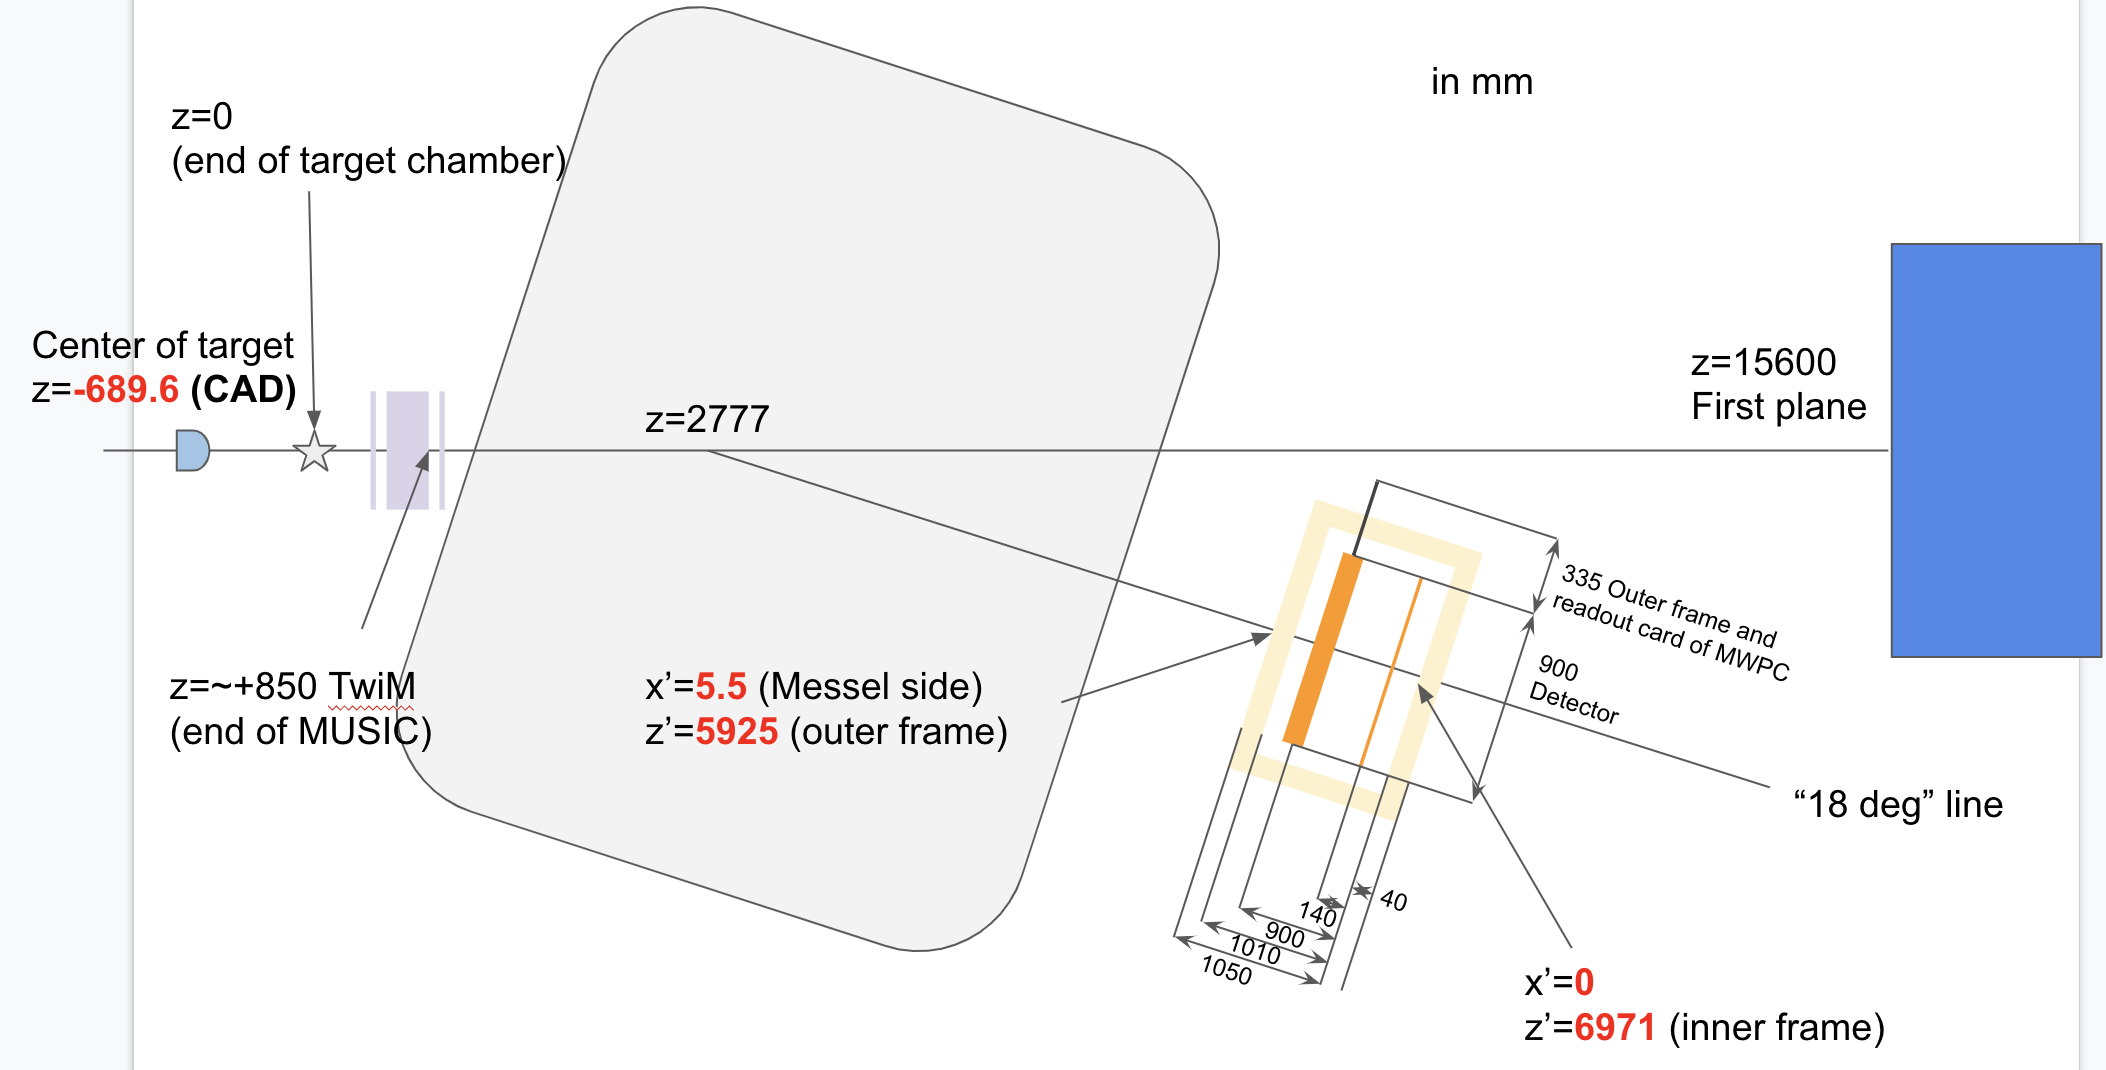 in mm
z=0
(end of target chamber)
Center of target
z=-689.6 (CAD)
z=2777
z=15600
First plane
335 Outer frame and
readout card of MWPC
900
Detector
z=~+850 TwiM
(end of MUSIC)
x’=5.5 (Messel side)
z’=5925 (outer frame)
“18 deg” line
40
140
900
1010
1050
x’=0
z’=6971 (inner frame)